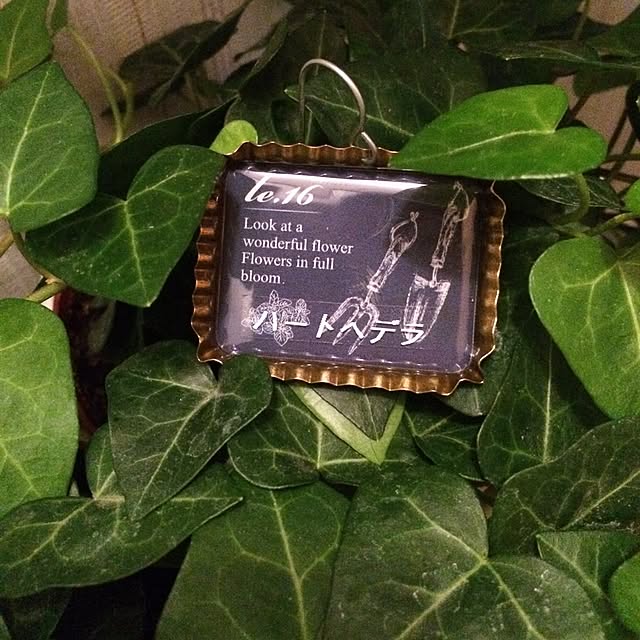 le.16
Look at a
wonderful flower
Flowers in full
bloom.
ハートヘデラ